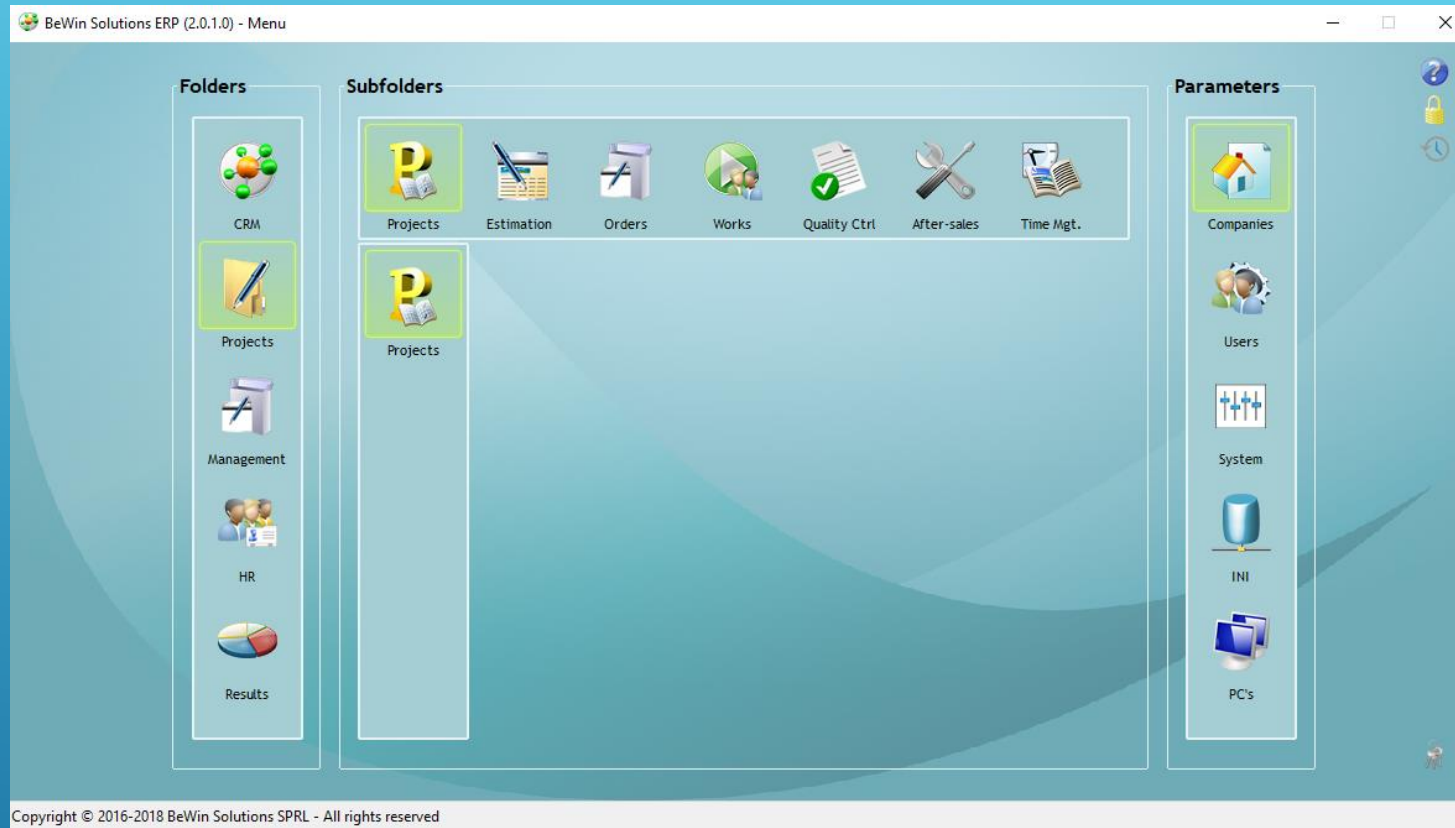 BeWin Solutions ERP (2.0.1.0) - Menu
Folders
Subfolders
Parameters
CRM
Projects
Estimation
Orders
Works
Quality Ctrl
After-sales
Time Mgt.
Companies
Projects
Projects
Users
Management
System
HR
INI
Results
PC's
Copyright © 2016-2018 BeWin Solutions SPRL - All rights reserved